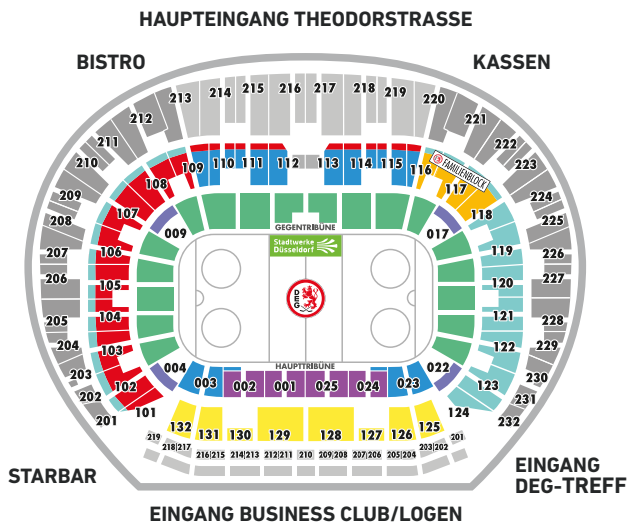 HAUPTEINGANG THEODORSTRASSE
BISTRO
KASSEN
213 214 215 216 217 218 219 220
212 221
211 222
210 223
209 224
208 225
207 226
206 227
205 228
204 229
203 230
202 231
201 232
109 110 111 112 113 114 115 116
FAMILIENBLOCK
108 117
107 118
106 119
105 120
104 121
103 122
102 123
101 124
009 017
GEGENTRIBÜNE
Stadtwerke
Düsseldorf
DEG
HAUPTTRIBÜNE
004 003 002 001 025 024 023 022
132 131 130 129 128 127 126 125
219 218|217 216|215 214|213 212|211 210 209|208 207|206 205|204 203|202 201
STARBAR
EINGANG
DEG-TREFF
EINGANG BUSINESS CLUB/LOGEN